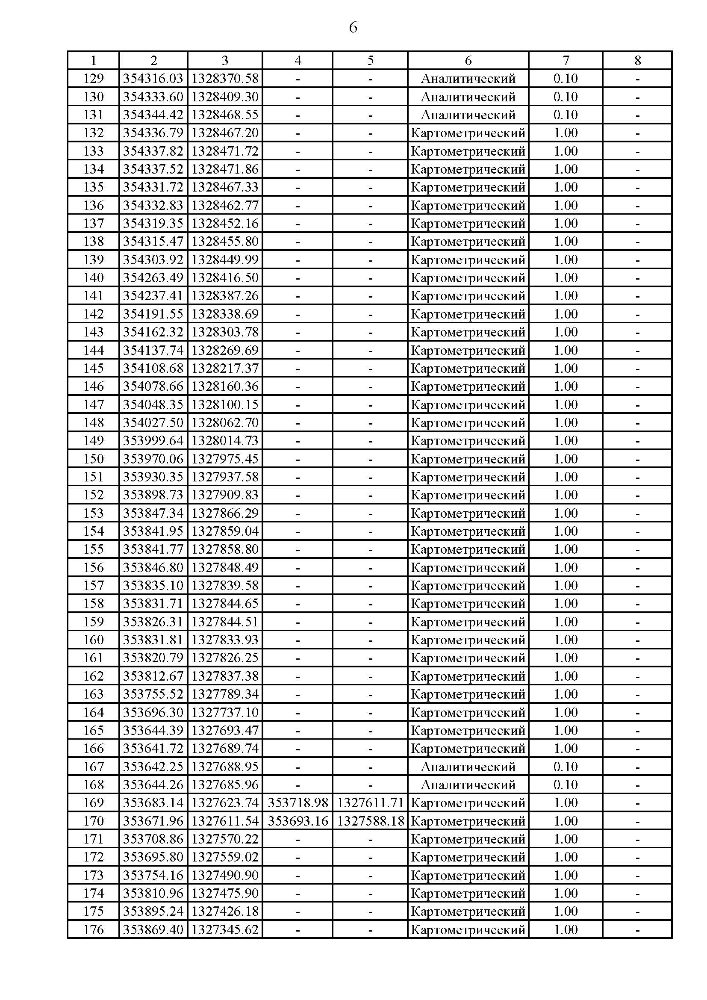 6
1 2 3 4 5 6 7 8
129 354316.03 1328370.58 - - Аналитический 0.10 -
130 354333.60 1328409.30 - - Аналитический 0.10 -
131 354344.42 1328468.55 - - Аналитический 0.10 -
132 354336.79 1328467.20 - - Картометрический 1.00 -
133 354337.82 1328471.72 - - Картометрический 1.00 -
134 354337.52 1328471.86 - - Картометрический 1.00 -
135 354331.72 1328467.33 - - Картометрический 1.00 -
136 354332.83 1328462.77 - - Картометрический 1.00 -
137 354319.35 1328452.16 - - Картометрический 1.00 -
138 354315.47 1328455.80 - - Картометрический 1.00 -
139 354303.92 1328449.99 - - Картометрический 1.00 -
140 354263.49 1328416.50 - - Картометрический 1.00 -
141 354237.41 1328387.26 - - Картометрический 1.00 -
142 354191.55 1328338.69 - - Картометрический 1.00 -
143 354162.32 1328303.78 - - Картометрический 1.00 -
144 354137.74 1328269.69 - - Картометрический 1.00 -
145 354108.68 1328217.37 - - Картометрический 1.00 -
146 354078.66 1328160.36 - - Картометрический 1.00 -
147 354048.35 1328100.15 - - Картометрический 1.00 -
148 354027.50 1328062.70 - - Картометрический 1.00 -
149 353999.64 1328014.73 - - Картометрический 1.00 -
150 353970.06 1327975.45 - - Картометрический 1.00 -
151 353930.35 1327937.58 - - Картометрический 1.00 -
152 353898.73 1327909.83 - - Картометрический 1.00 -
153 353847.34 1327866.29 - - Картометрический 1.00 -
154 353841.95 1327859.04 - - Картометрический 1.00 -
155 353841.77 1327858.80 - - Картометрический 1.00 -
156 353846.80 1327848.49 - - Картометрический 1.00 -
157 353835.10 1327839.58 - - Картометрический 1.00 -
158 353831.71 1327844.65 - - Картометрический 1.00 -
159 353826.31 1327844.51 - - Картометрический 1.00 -
160 353831.81 1327833.93 - - Картометрический 1.00 -
161 353820.79 1327826.25 - - Картометрический 1.00 -
162 353812.67 1327837.38 - - Картометрический 1.00 -
163 353755.52 1327789.34 - - Картометрический 1.00 -
164 353696.30 1327737.10 - - Картометрический 1.00 -
165 353644.39 1327693.47 - - Картометрический 1.00 -
166 353641.72 1327689.74 - - Картометрический 1.00 -
167 353642.25 1327688.95 - - Аналитический 0.10 -
168 353644.26 1327685.96 - - Аналитический 0.10 -
169 353683.14 1327623.74 353718.98 1327611.71 Картометрический 1.00 -
170 353671.96 1327611.54 353693.16 1327588.18 Картометрический 1.00 -
171 353708.86 1327570.22 - - Картометрический 1.00 -
172 353695.80 1327559.02 - - Картометрический 1.00 -
173 353754.16 1327490.90 - - Картометрический 1.00 -
174 353810.96 1327475.90 - - Картометрический 1.00 -
175 353895.24 1327426.18 - - Картометрический 1.00 -
176 353869.40 1327345.62 - - Картометрический 1.00 -